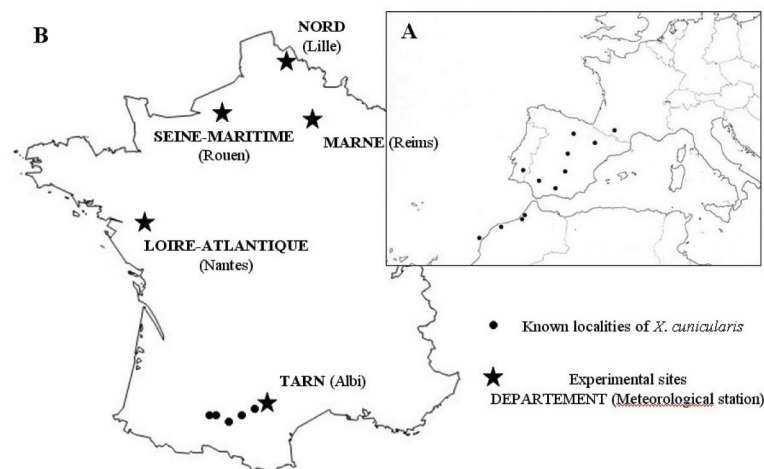 B
NORD
(Lille)
A
SEINE-MARITIME
(Rouen)
MARNE (Reims)
LOIRE-ATLANTIQUE
(Nantes)
Known localities of X. cunicularis
TARN (Albi)
Experimental sites
DEPARTEMENT (Meteorological station)